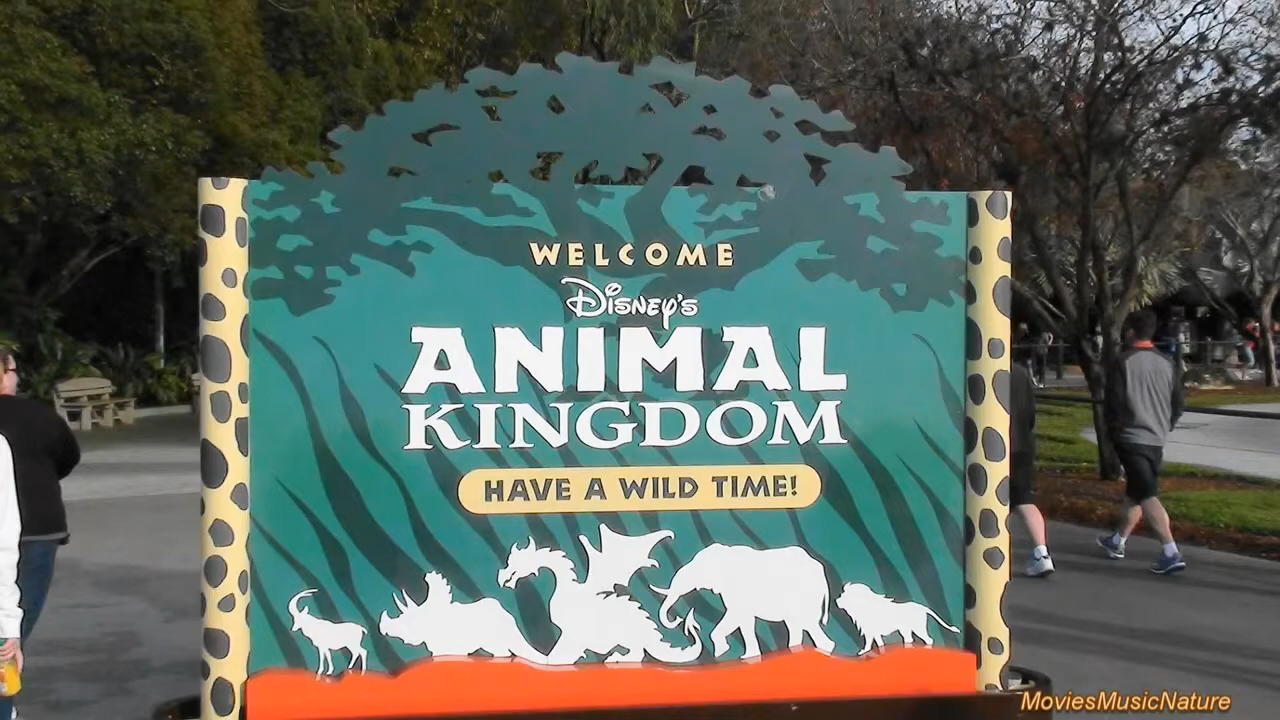 WELCOME
Disney's
ANIMAL
KINGDOM
HAVE A WILD TIME!
MoviesMusicNature